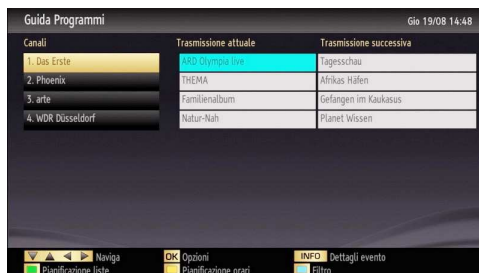 Guida Programmi Gio 19/08 14:48
Canali Trasmissione attuale Trasmissione successiva
1. Das Erste ARD Olympia live Tagesschau
2. Phoenix THEMA Afrikas Häfen
3. arte Familienalbum Gefangen im Kaukasus
4. WDR Düsseldorf Natur-Nah Planet Wissen
Naviga OK Opzioni INFO Dettagli evento
Pianificazione liste Pianificazione orari Filtro